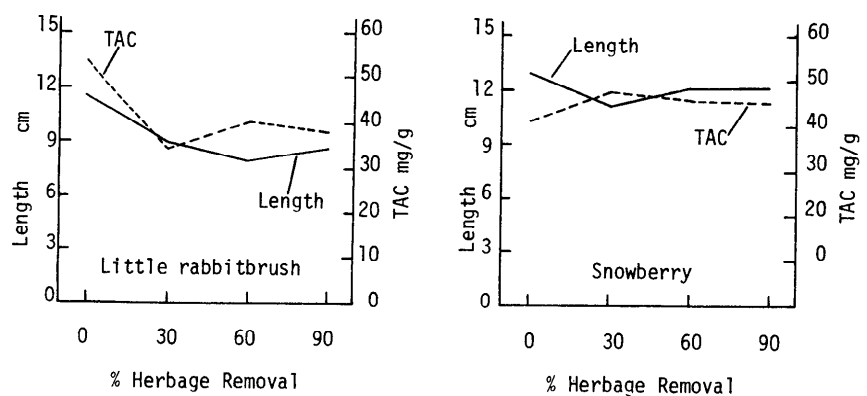 15
12
9
6
3
0
Length cm
TAC
Length
Little rabbitbrush
60
50
40
30
20
10
0
TAC mg/g
0 30 60 90
% Herbage Removal
15
12
9
6
3
0
Length cm
Length
TAC
Snowberry
60
50
40
30
20
0
TAC mg/g
0 30 60 90
% Herbage Removal